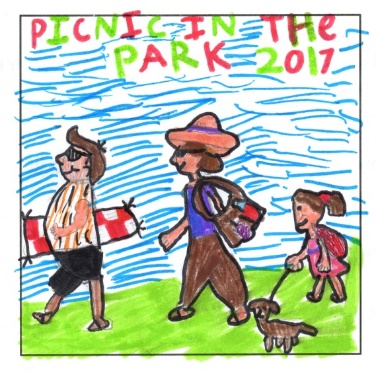 PICNIC IN THe
PARK 2017